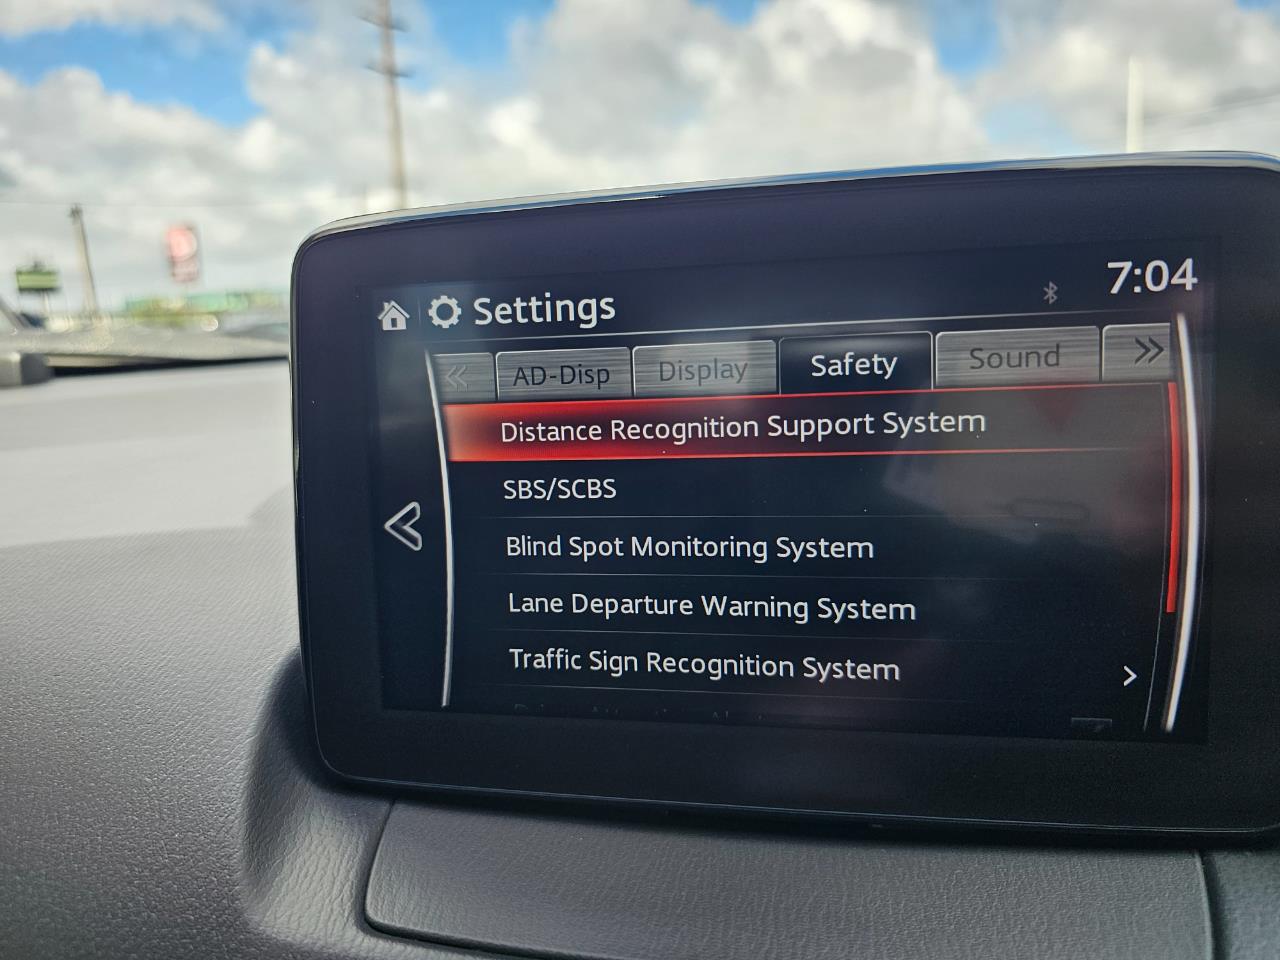 Settings
7:04
AD-Disp
Display
Safety
Sound
Distance Recognition Support System
SBS/SCBS
Blind Spot Monitoring System
Lane Departure Warning System
Traffic Sign Recognition System